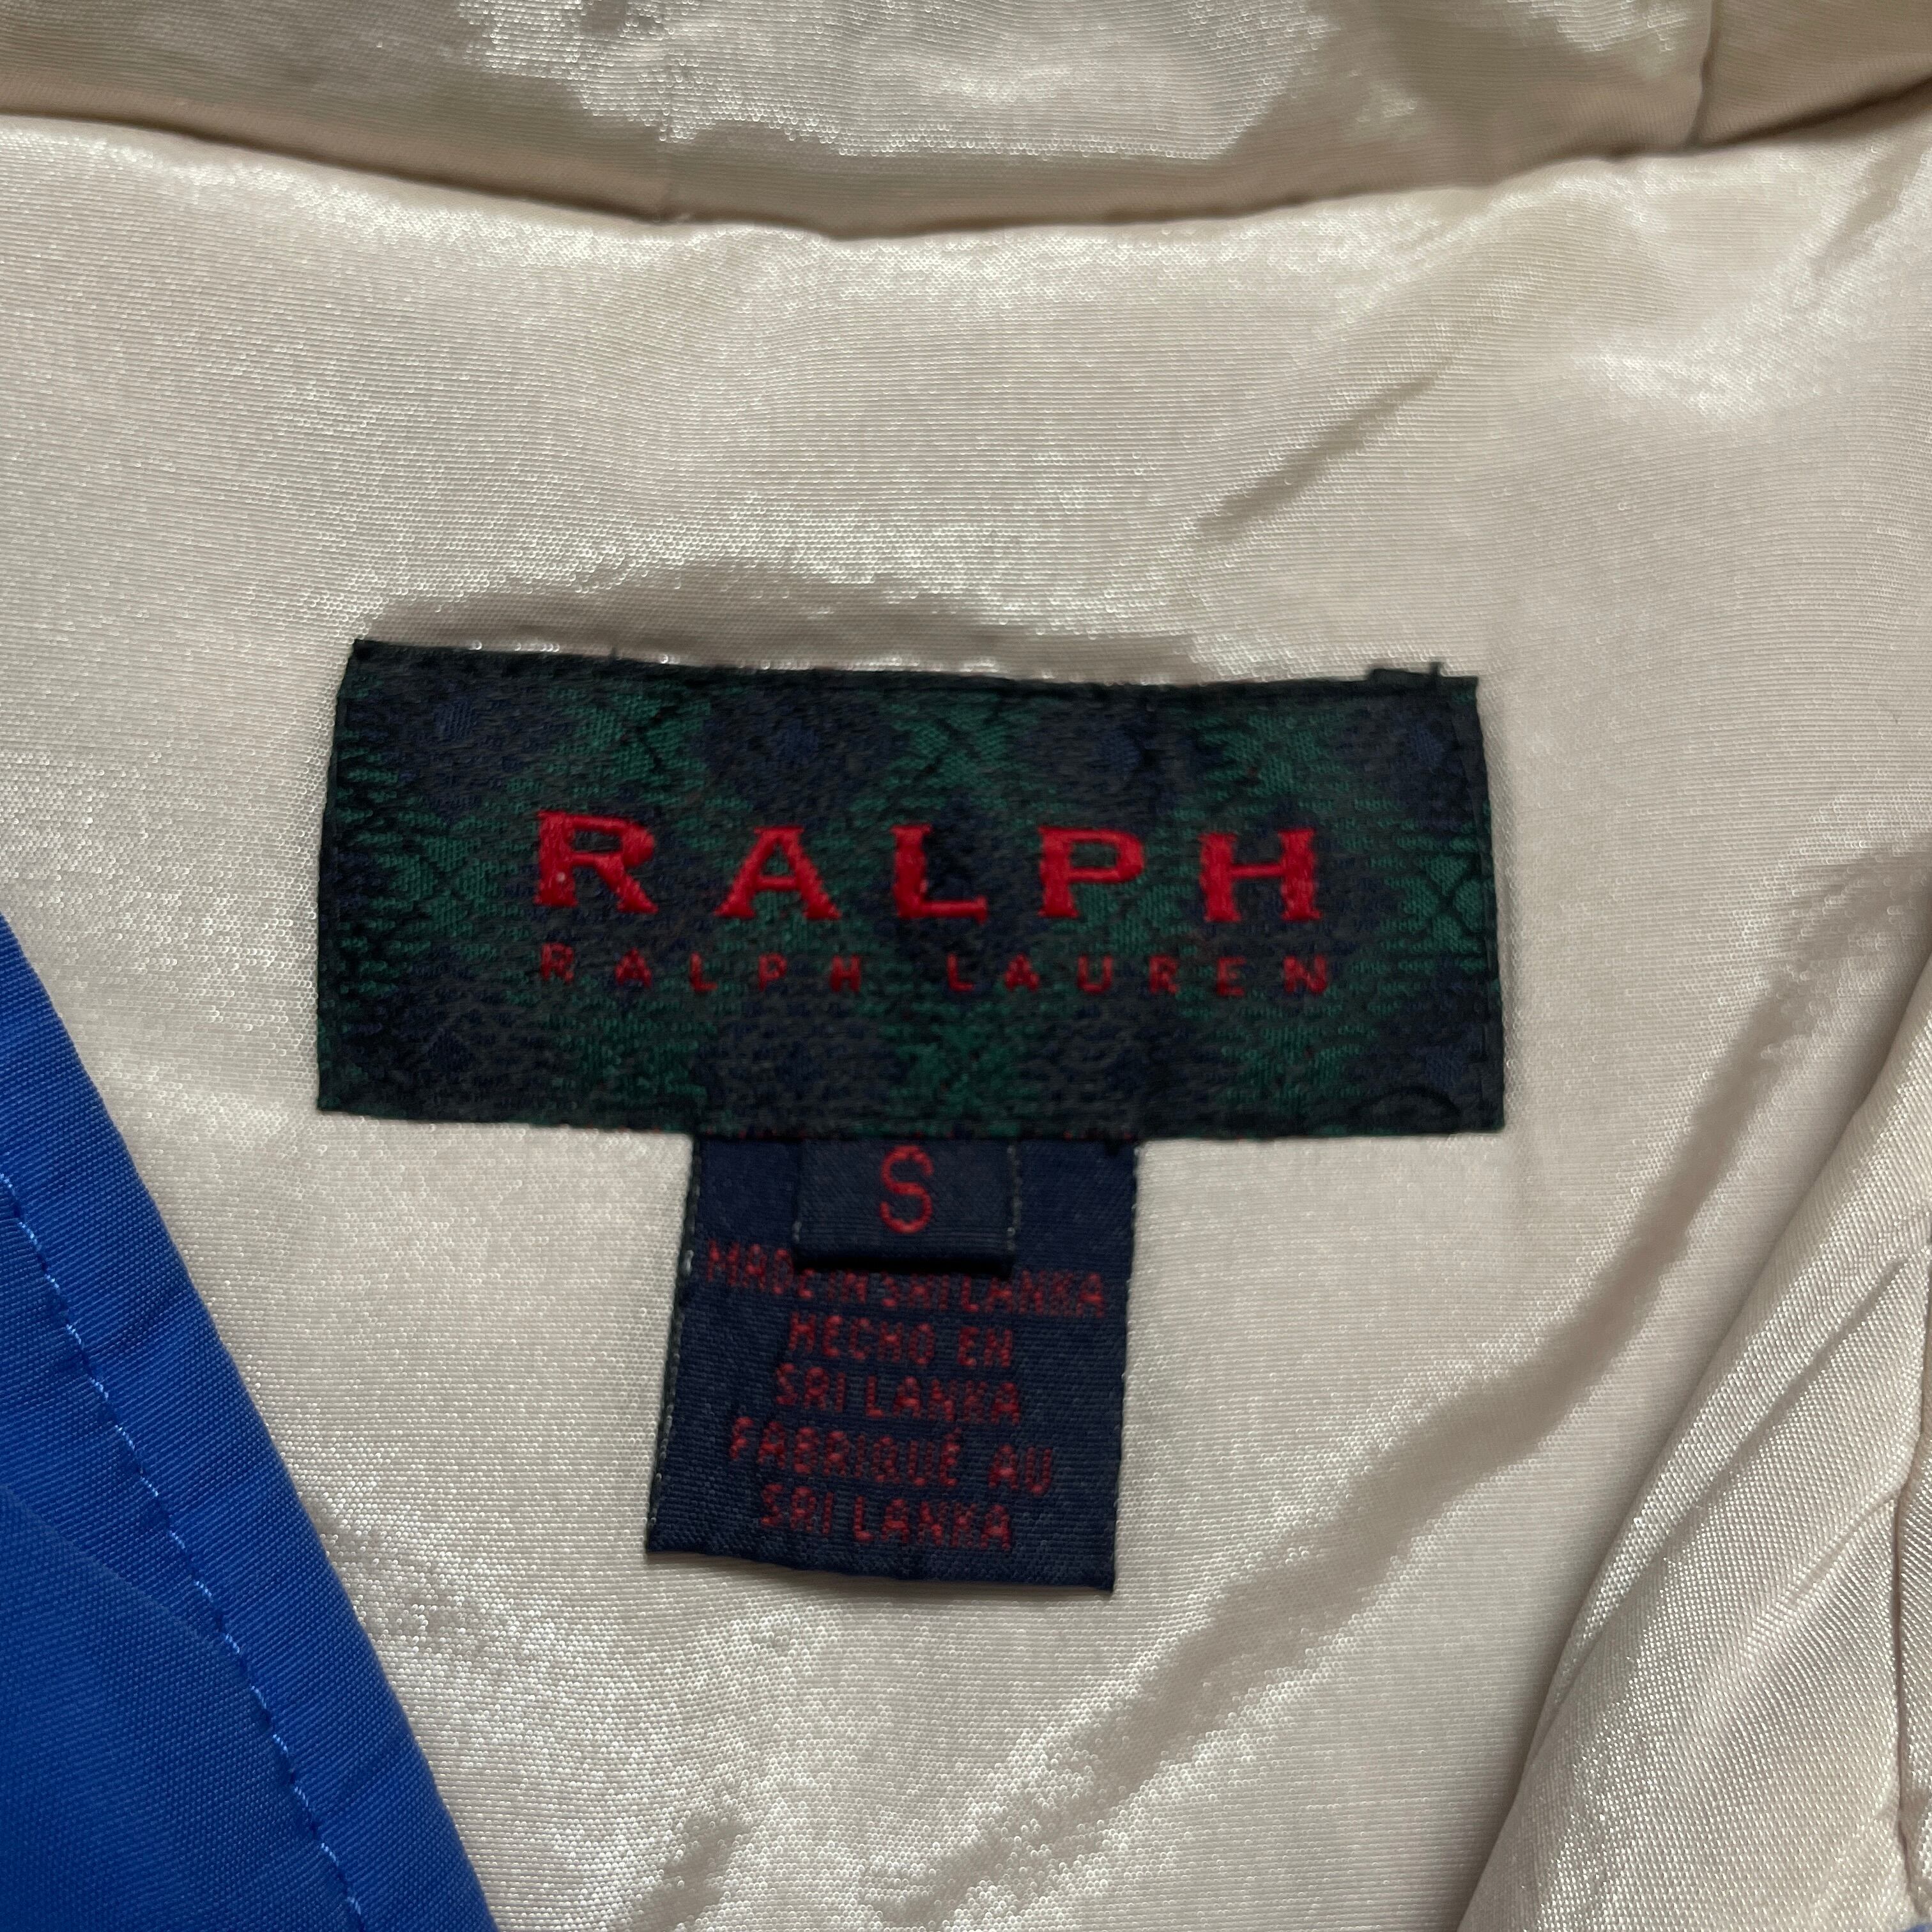 RALPH
RALPH LAUREN
S
MADE IN SRI LANKA
HECHO EN
SRI LANKA
FABRIQUÉ AU
SRI LANKA